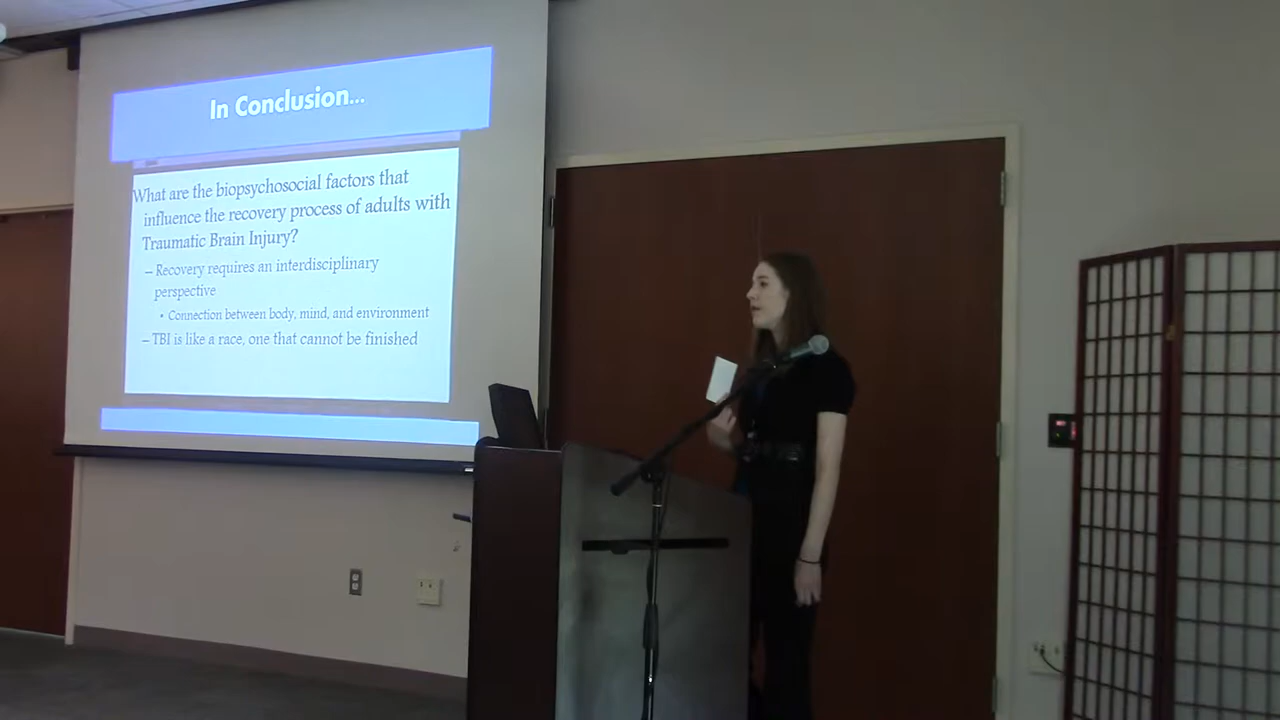 In Conclusion...
What are the biopsychosocial factors that
influence the recovery process of adults with
Traumatic Brain Injury?
– Recovery requires an interdisciplinary
perspective
• Connection between body, mind, and environment
– TBI is like a race, one that cannot be finished